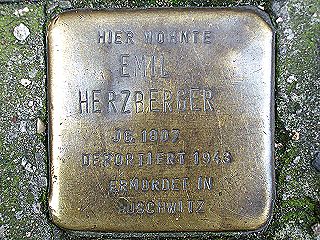 HIER WOHNTE
EMIL
HERZBERGER
JG. 1907
DEPORTIERT 1943
ERMORDET IN
AUSCHWITZ